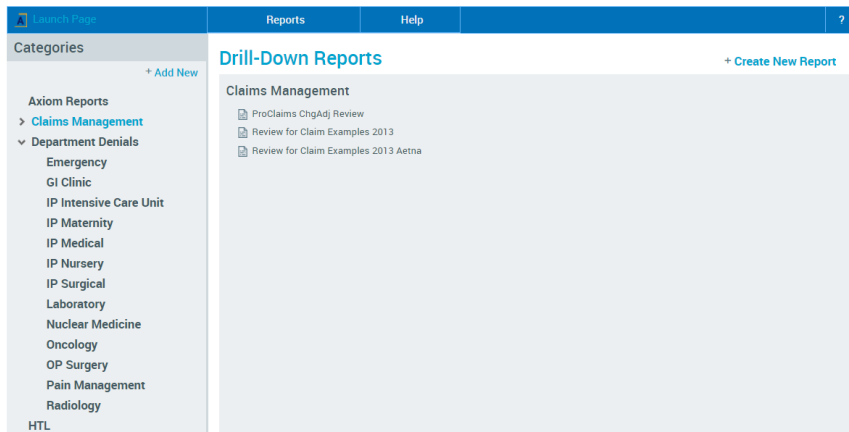 Launch Page
Reports
Help
?
Categories
+ Add New
Axiom Reports
Claims Management
Department Denials
Emergency
GI Clinic
IP Intensive Care Unit
IP Maternity
IP Medical
IP Nursery
IP Surgical
Laboratory
Nuclear Medicine
Oncology
OP Surgery
Pain Management
Radiology
HTL
Drill-Down Reports
+ Create New Report
Claims Management
ProClaims ChgAdj Review
Review for Claim Examples 2013
Review for Claim Examples 2013 Aetna